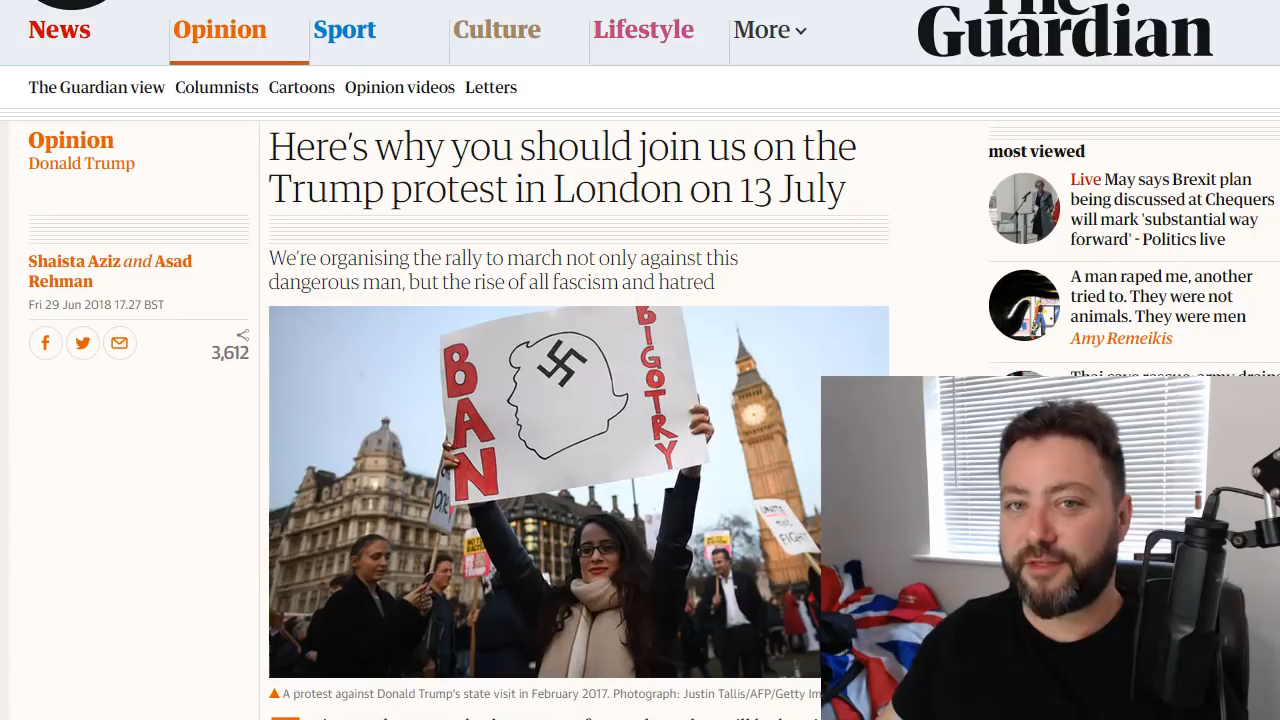 The
Guardian
News
Opinion
Sport
Culture
Lifestyle
More
The Guardian view Columnists Cartoons Opinion videos Letters
Opinion
Donald Trump
Here's why you should join us on the
Trump protest in London on 13 July
Shaista Aziz and Asad
Rehman
Fri 29 Jun 2018 17.27 BST
3,612
We're organising the rally to march not only against this
dangerous man, but the rise of all fascism and hatred
BAN
BIGOTRY
UNITE
THE
FIGHT
A protest against Donald Trump's state visit in February 2017. Photograph: Justin Tallis/AFP/Getty Im
most viewed
Live May says Brexit plan
being discussed at Chequers
will mark 'substantial way
forward' - Politics live
A man raped me, another
tried to. They were not
animals. They were men
Amy Remeikis